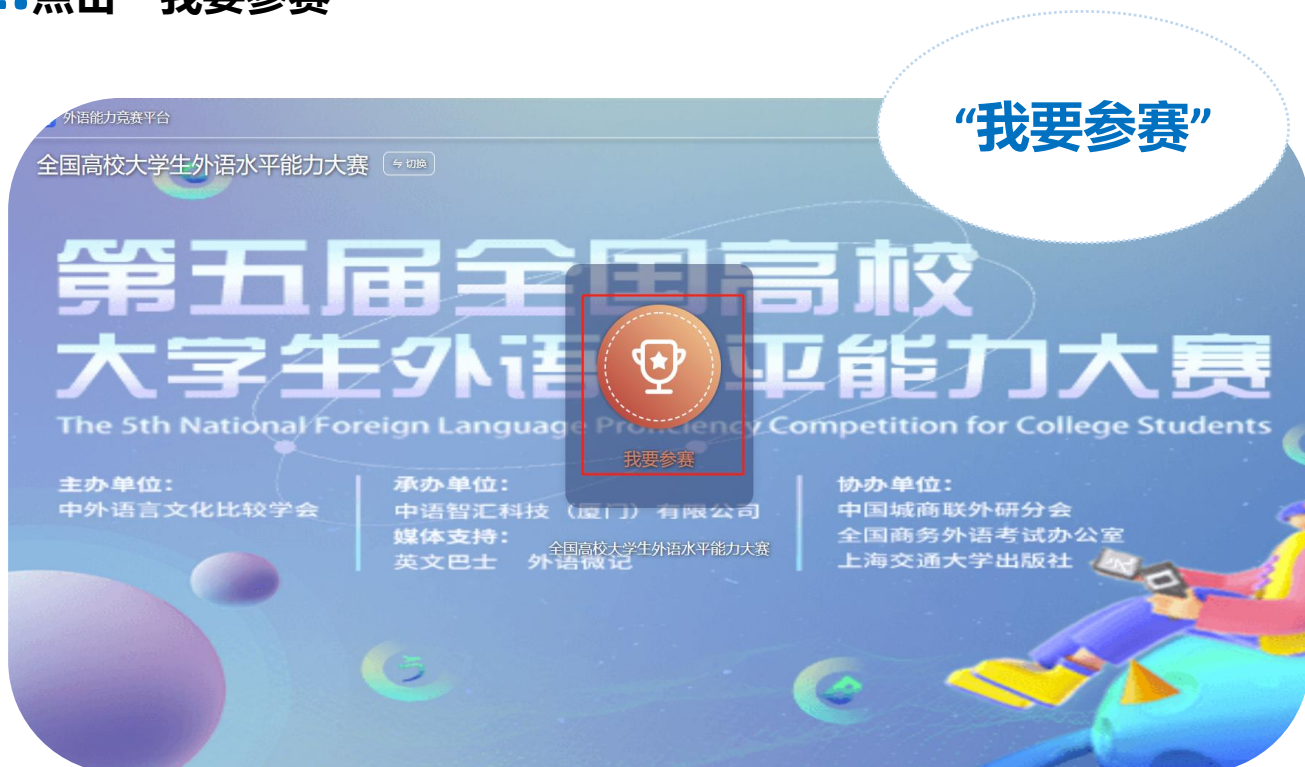 点击“我要参赛”
“我要参赛”
外语能力竞赛平台
全国高校大学生外语水平能力大赛 切换
第五届全国高校
大学生外语水平能力大赛
The 5th National Foreign Language Proficiency Competition for College Students
我要参赛
主办单位：
中外语言文化比较学会
承办单位：
中语智汇科技（厦门）有限公司
媒体支持：
英文巴士 外语微记
全国高校大学生外语水平能力大赛
协办单位：
中国城商联外研分会
全国商务外语考试办公室
上海交通大学出版社